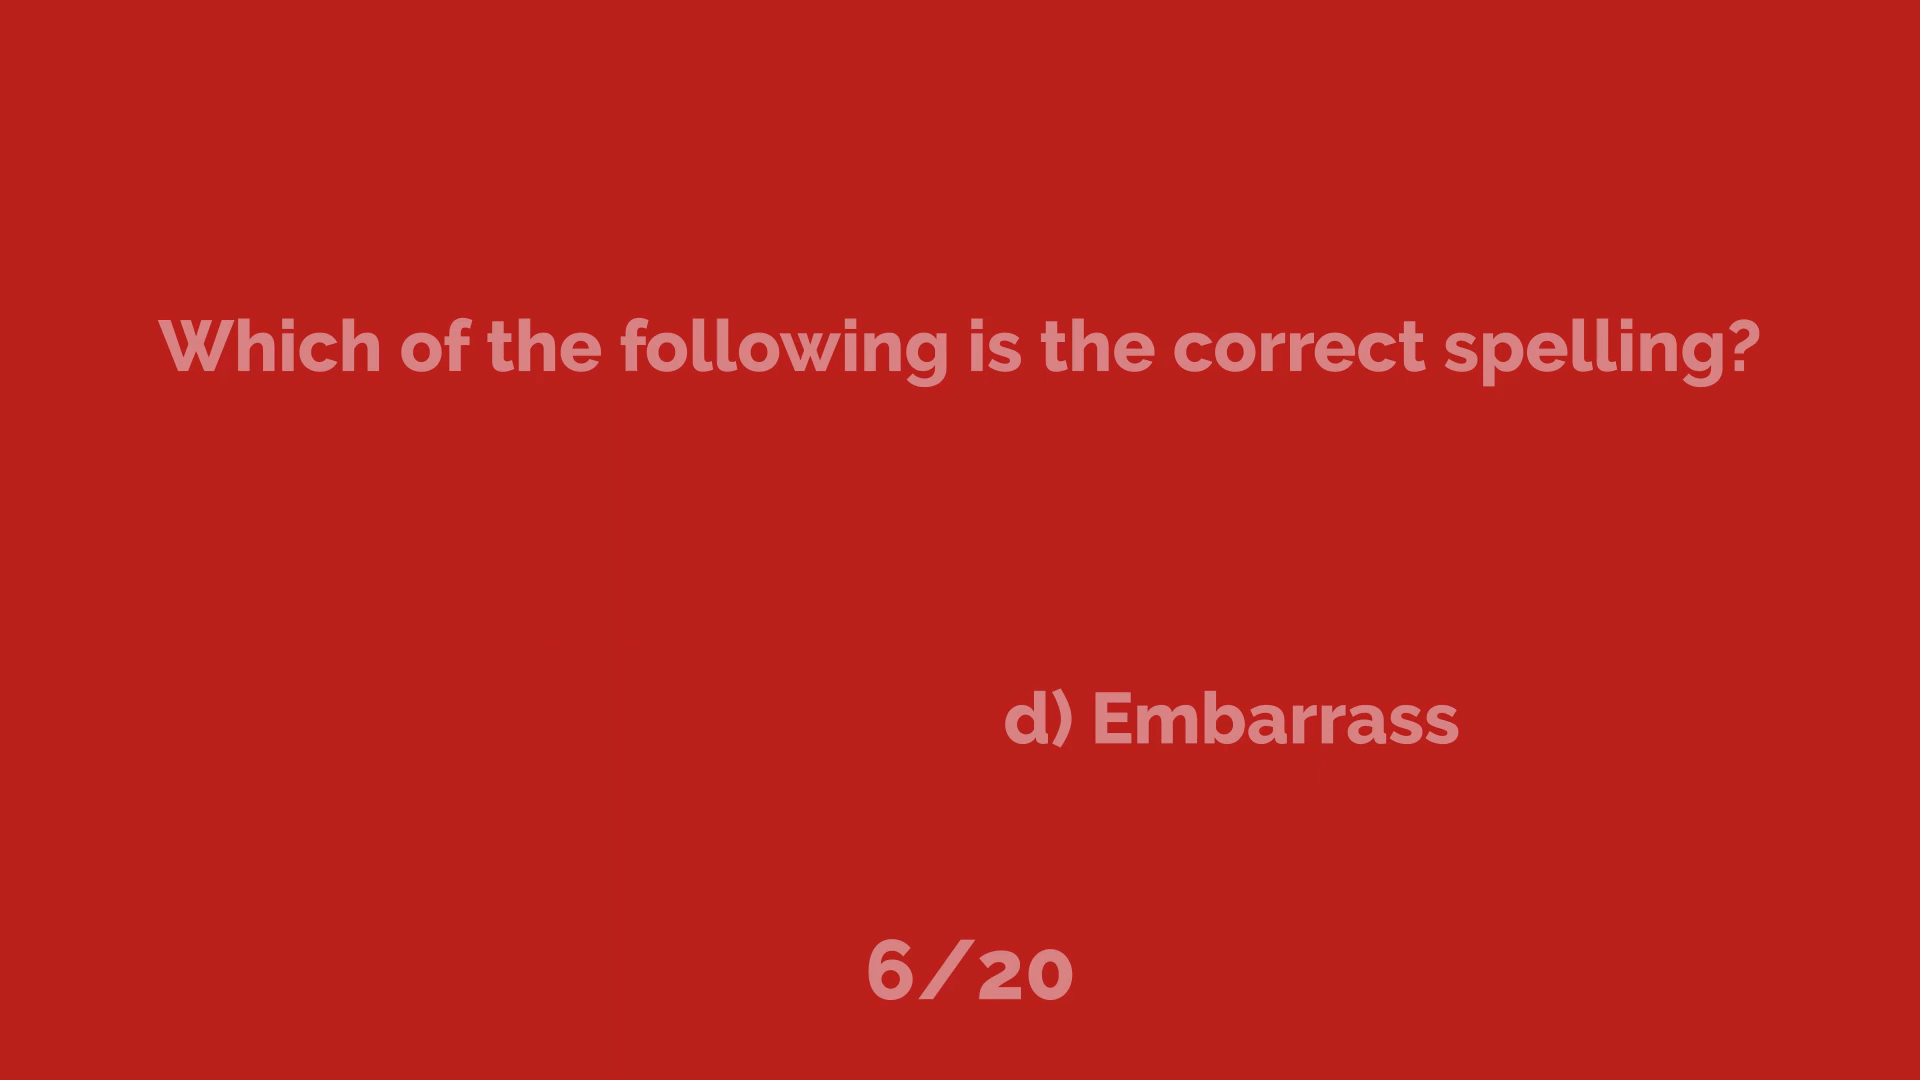 Which of the following is the correct spelling?
d) Embarrass
6/20